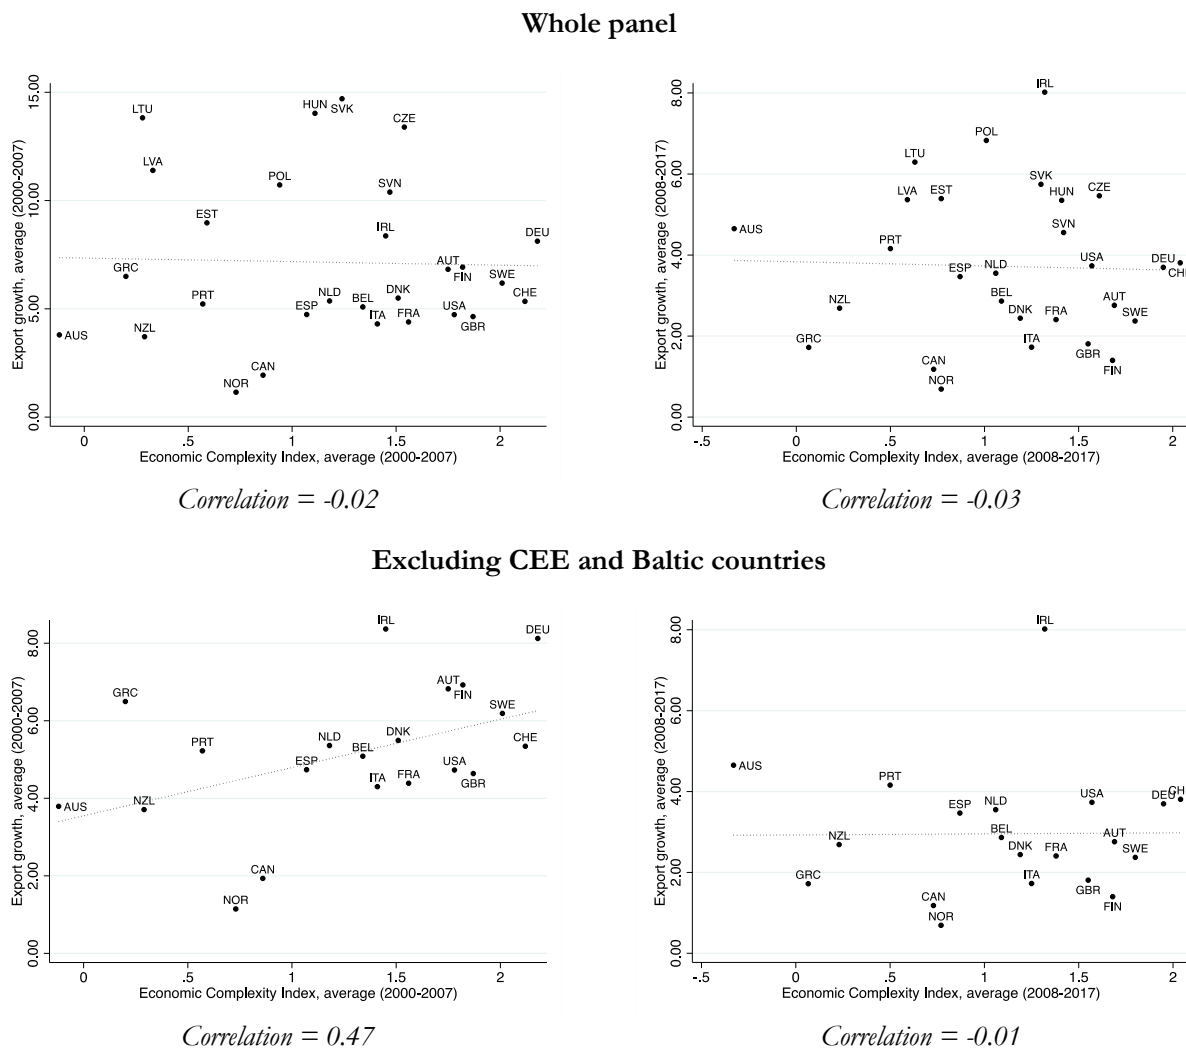 Whole panel
Export growth, average (2000-2007)
15.00
10.00
5.00
0.00
LTU
LVA
EST
GRC
PRT
AUS
NZL
NOR
CAN
POL
HUN
SVK
CZE
SVN
IRL
ESP
NLD
BEL
ITA
DNK
FRA
AUT
FIN
USA
GBR
SWE
CHE
DEU
0
.5
1
1.5
2
Economic Complexity Index, average (2000-2007)
Correlation = -0.02
Export growth, average (2008-2017)
8.00
6.00
4.00
2.00
0.00
IRL
POL
LTU
LVA
EST
SVK
HUN
CZE
SVN
AUS
PRT
ESP
NLD
USA
DEU
CH
NZL
BEL
DNK
FRA
AUT
SWE
GRC
ITA
GBR
FIN
CAN
NOR
-.5
0
.5
1
1.5
2
Economic Complexity Index, average (2008-2017)
Correlation = -0.03
Excluding CEE and Baltic countries
Export growth, average (2000-2007)
8.00
6.00
4.00
2.00
0.00
IRL
DEU
GRC
AUT
FIN
SWE
PRT
NLD
DNK
CHE
ESP
BEL
ITA
FRA
USA
GBR
AUS
NZL
CAN
NOR
0
.5
1
1.5
2
Economic Complexity Index, average (2000-2007)
Correlation = 0.47
Export growth, average (2008-2017)
8.00
6.00
4.00
2.00
0.00
IRL
AUS
PRT
ESP
NLD
USA
DEU
CH
NZL
BEL
DNK
FRA
AUT
SWE
GRC
ITA
GBR
FIN
CAN
NOR
-.5
0
.5
1
1.5
2
Economic Complexity Index, average (2008-2017)
Correlation = -0.01